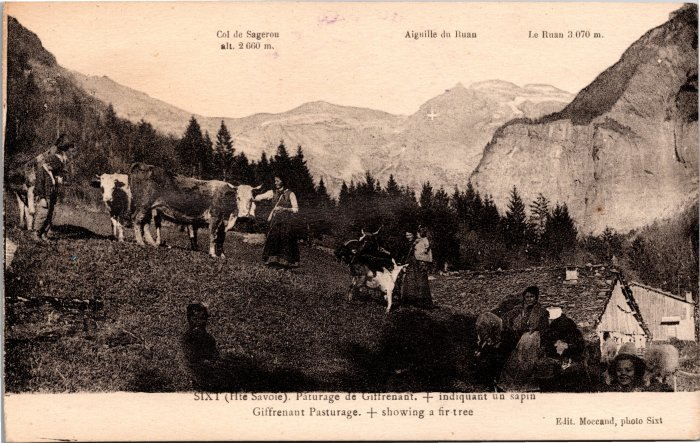 Col de Sagerou
alt. 2 660 m.
Aiguille du Ruan
Le Ruan 3 070 m.
SIXT (Hte Savoie). Pâturage de Giffrenant. + indiquant un sapin
Giffrenant Pasturage. + showing a fir tree
Edit. Moccand, photo Sixt